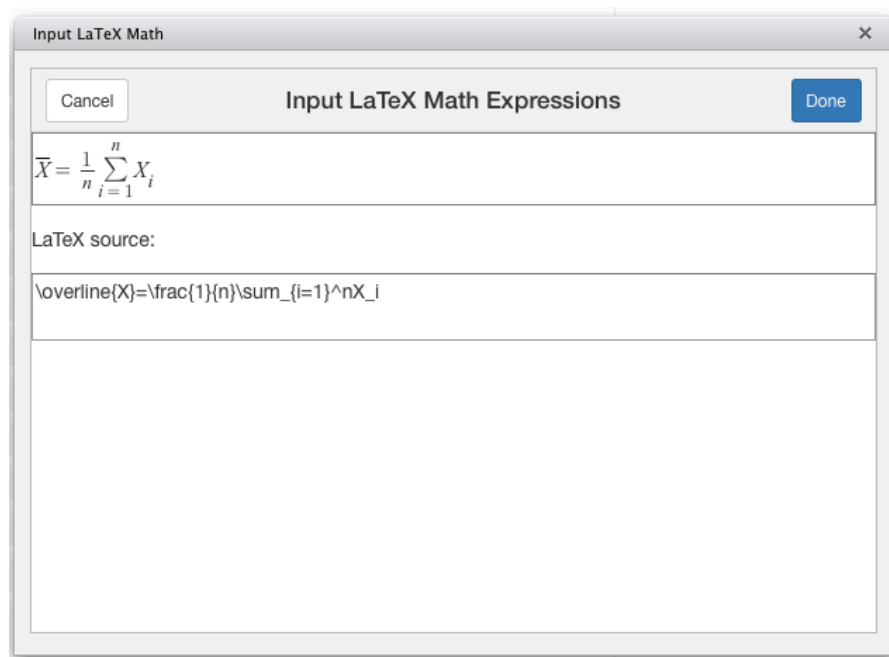 Input LaTeX Math ×
Cancel Input LaTeX Math Expressions Done
X̅ = 1/n ∑_{i = 1}^{n} X_i
LaTeX source:
\overline{X}=\frac{1}{n}\sum_{i=1}^nX_i